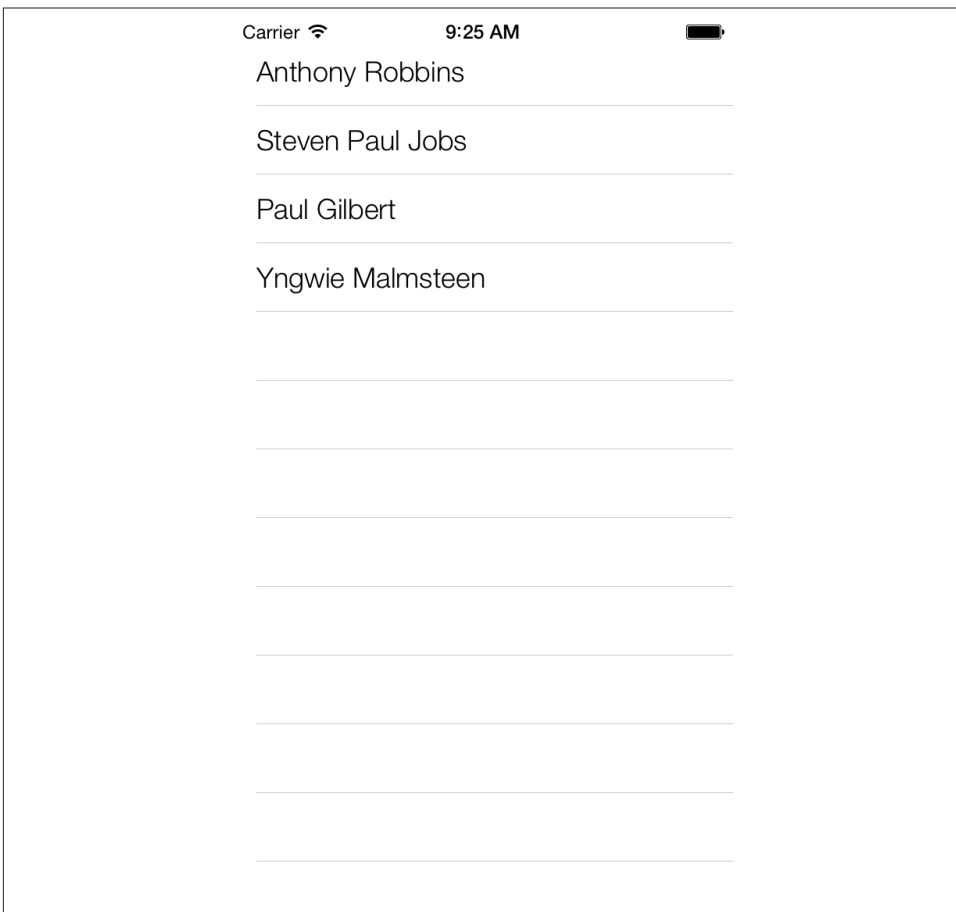 Carrier 9:25 AM
Anthony Robbins
Steven Paul Jobs
Paul Gilbert
Yngwie Malmsteen